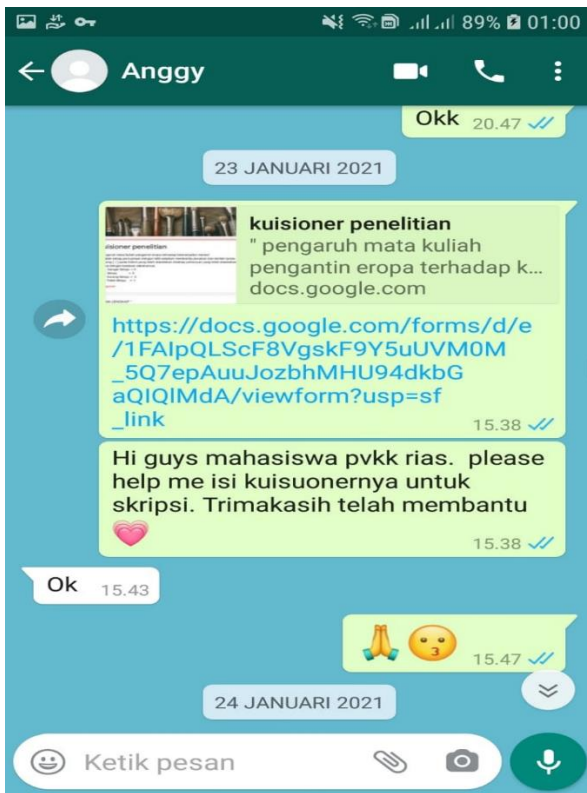 89% 01:00
Anggy
Okk 20.47
23 JANUARI 2021
kuisioner penelitian
" pengaruh mata kuliah
pengantin eropa terhadap k...
docs.google.com
https://docs.google.com/forms/d/e
/1FAIpQLScF8VgskF9Y5uUVM0M
_5Q7epAuuJozbhMHU94dkbG
aQIQlMdA/viewform?usp=sf
_link
15.38
Hi guys mahasiswa pvkk rias. please
help me isi kuisuonernya untuk
skripsi. Trimakasih telah membantu
15.38
Ok 15.43
15.47
24 JANUARI 2021
Ketik pesan